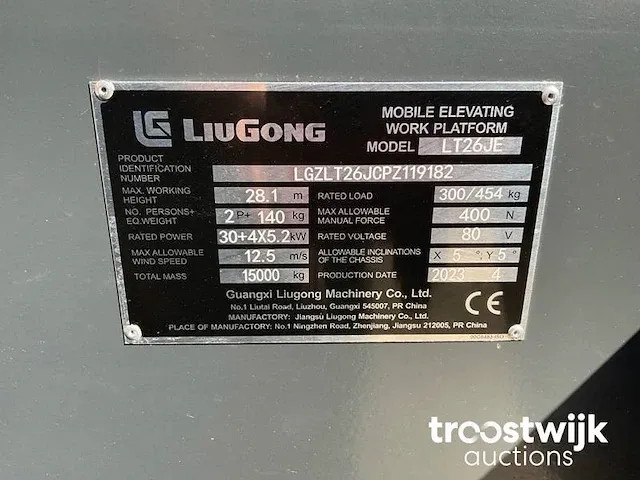 LG LIUGONG
MOBILE ELEVATING
WORK PLATFORM
MODEL LT26JE
PRODUCT
IDENTIFICATION
NUMBER LGZLT26JCPZ119182
MAX. WORKING
HEIGHT 28.1 m
RATED LOAD 300/454 kg
NO. PERSONS+
EQ.WEIGHT 2 P+ 140 kg
MAX ALLOWABLE
MANUAL FORCE 400 N
RATED POWER 30+4X5.2 kW
RATED VOLTAGE 80 V
MAX ALLOWABLE
WIND SPEED 12.5 m/s
ALLOWABLE INCLINATIONS
OF THE CHASSIS X 5 °, Y 5 °
TOTAL MASS 15000 kg
PRODUCTION DATE 2023 4
Guangxi Liugong Machinery Co., Ltd.
No.1 Liutai Road, Liuzhou, Guangxi 545007, PR China
MANUFACTORY: Jiangsu Liugong Machinery Co., Ltd.
PLACE OF MANUFACTORY: No.1 Ningzhen Road, Zhenjiang, Jiangsu 212005, PR China
CE
troostwijk
auctions